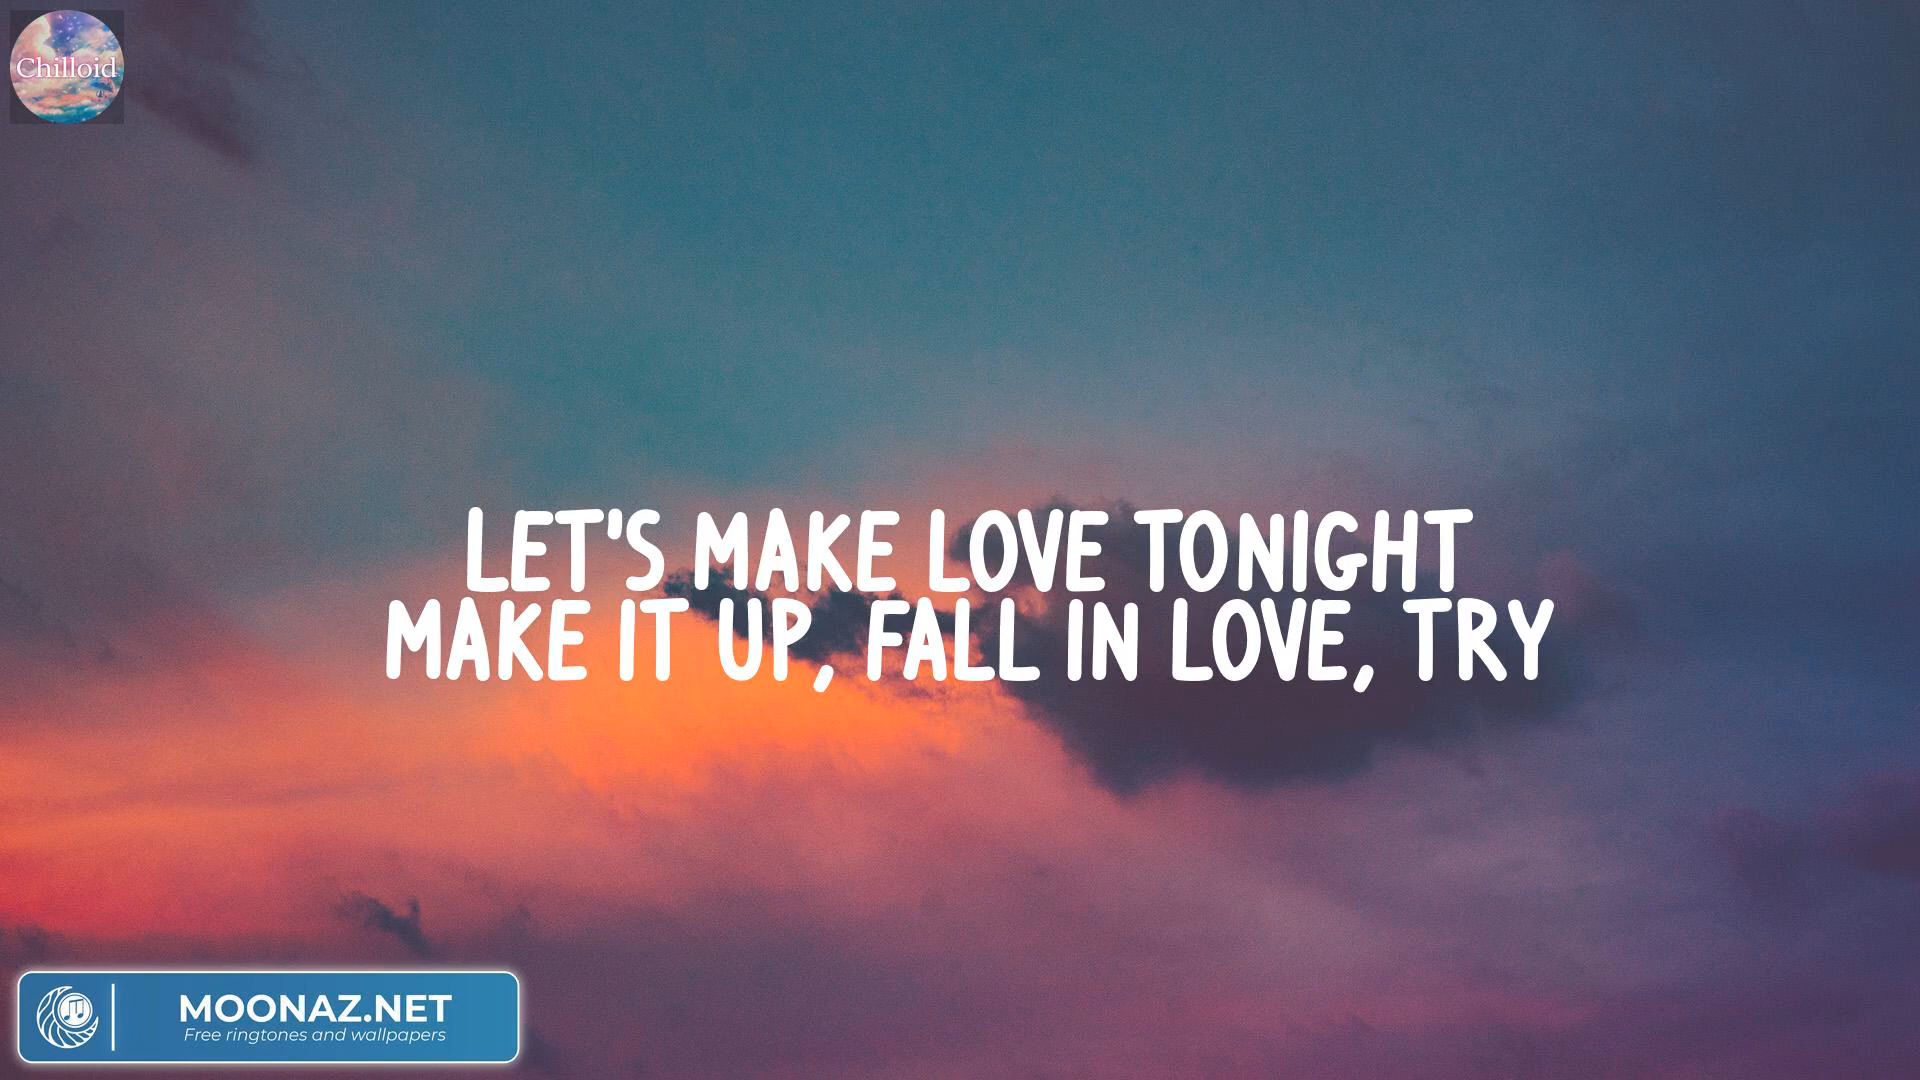 Chilloid
LET'S MAKE LOVE TONIGHT
MAKE IT UP, FALL IN LOVE, TRY
MOONAZ.NET
Free ringtones and wallpapers